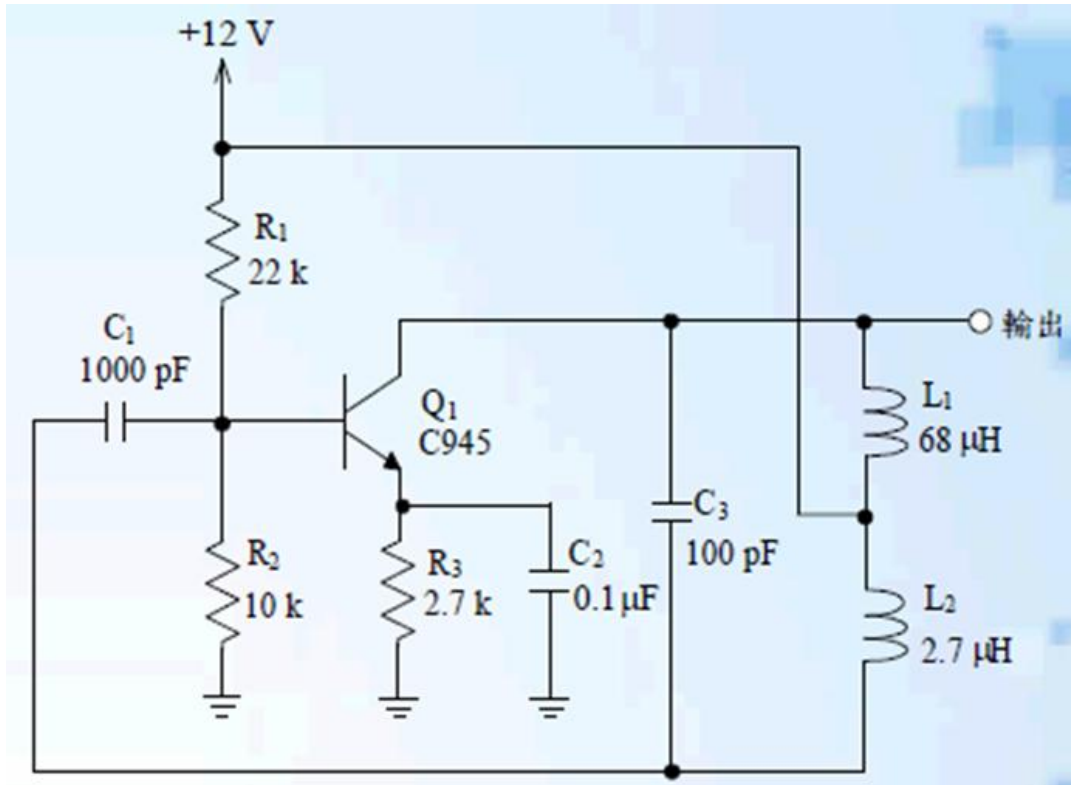 +12 V
R₁
22 k
C₁
1000 pF
Q₁
C945
輸出
L₁
68 μH
C₃
100 pF
R₂
10 k
R₃
2.7 k
C₂
0.1 μF
L₂
2.7 μH